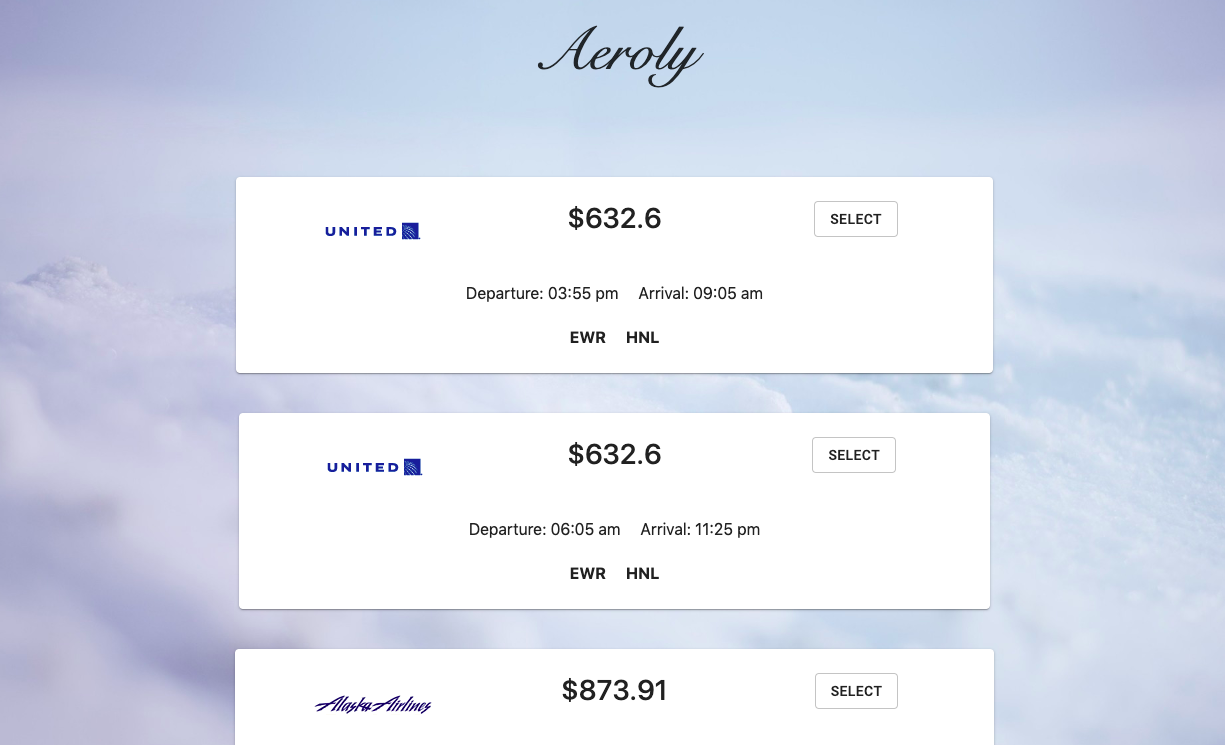 Aeroly
UNITED
$632.6
SELECT
Departure: 03:55 pm Arrival: 09:05 am
EWR HNL
UNITED
$632.6
SELECT
Departure: 06:05 am Arrival: 11:25 pm
EWR HNL
Alaska Airlines
$873.91
SELECT